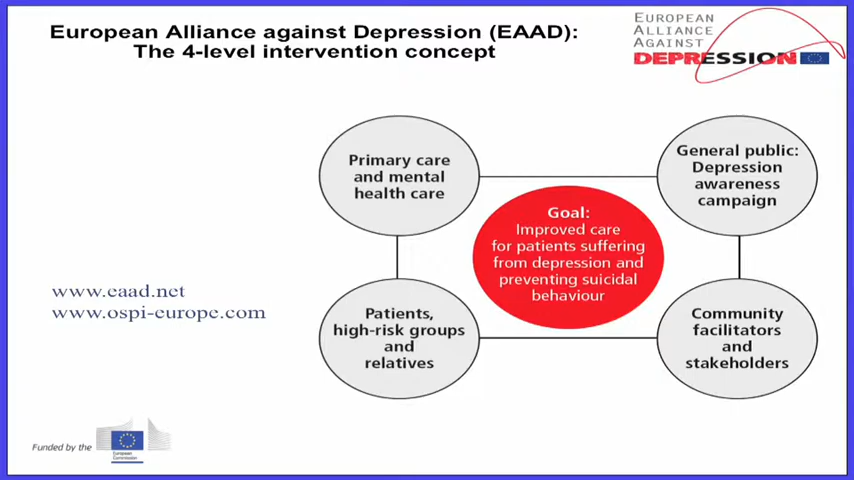 European Alliance against Depression (EAAD):
The 4-level intervention concept
EUROPEAN
ALLIANCE
AGAINST
DEPRESSION
Primary care
and mental
health care
General public:
Depression
awareness
campaign
Goal:
Improved care
for patients suffering
from depression and
preventing suicidal
behaviour
www.eaad.net
www.ospi-europe.com
Patients,
high-risk groups
and
relatives
Community
facilitators
and
stakeholders
Funded by the
European
Commission